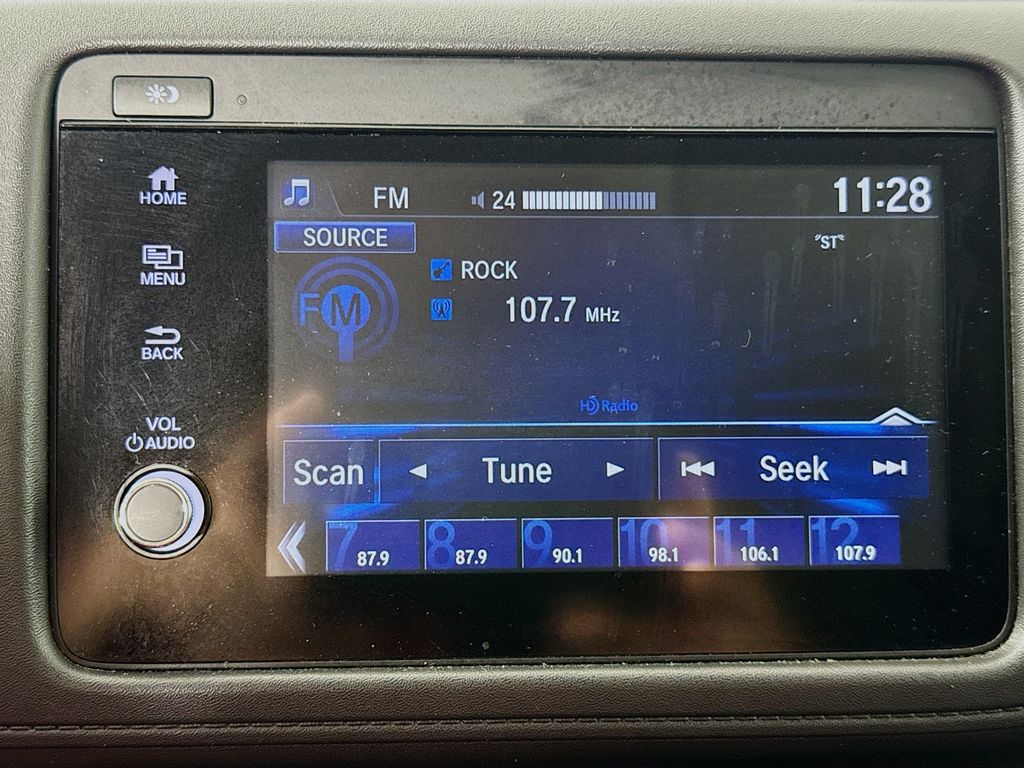 HOME
MENU
BACK
VOL
AUDIO
FM 24 11:28
SOURCE
"ST"
FM
ROCK
107.7 MHz
HD Radio
Scan Tune Seek
7 87.9 8 87.9 9 90.1 10 98.1 11 106.1 12 107.9